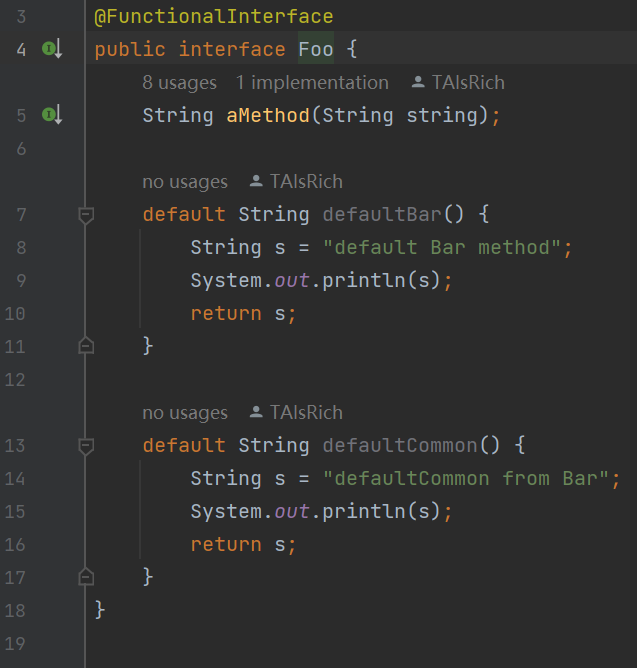 3 @FunctionalInterface
4 public interface Foo {
8 usages 1 implementation TAIsRich
5 String aMethod(String string);
6
no usages TAIsRich
7 default String defaultBar() {
8 String s = "default Bar method";
9 System.out.println(s);
10 return s;
11 }
12
no usages TAIsRich
13 default String defaultCommon() {
14 String s = "defaultCommon from Bar";
15 System.out.println(s);
16 return s;
17 }
18 }
19